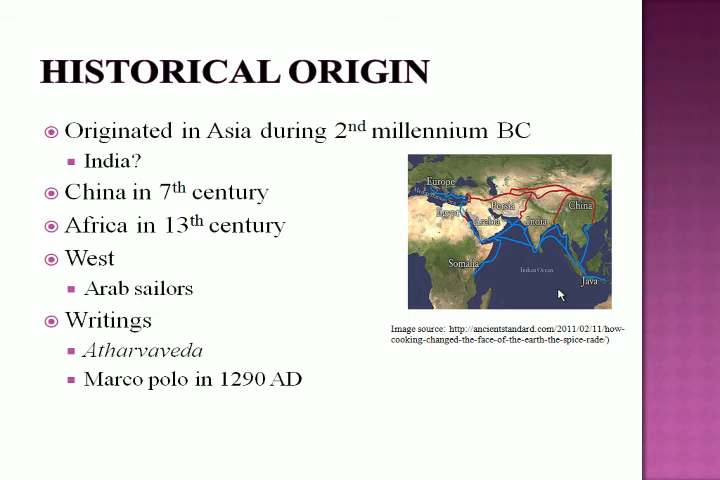 HISTORICAL ORIGIN
Originated in Asia during 2nd millennium BC
India?
China in 7th century
Africa in 13th century
West
Arab sailors
Writings
Atharvaveda
Marco polo in 1290 AD
Europe
Persia
China
Egypt
Arabia
India
Somalia
Indian Ocean
Java
Image source: http://ancientstandard.com/2011/02/11/how-
cooking-changed-the-face-of-the-earth-the-spice-rade/)